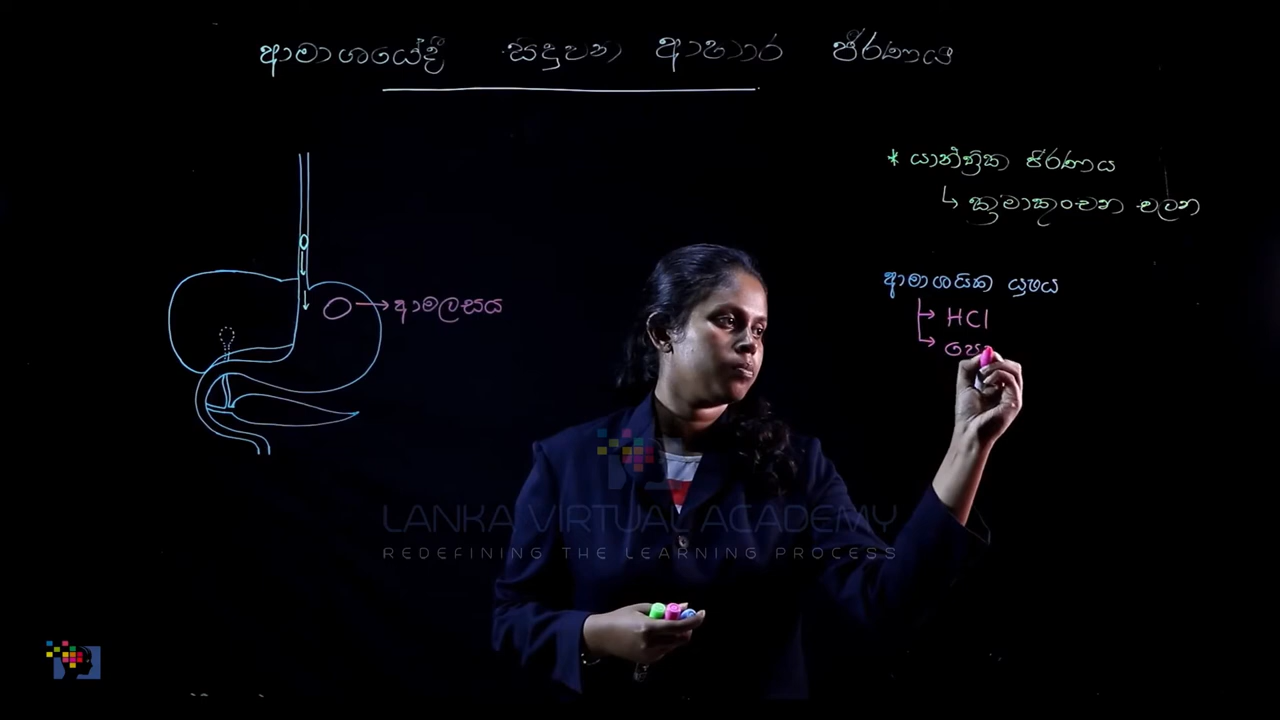 ආමාශයේදී සිදුවන ආහාර ජීරණය
* යාන්ත්‍රික ජීරණය
ක්‍රමාකුංචන චලන
ආමාශයික යුෂය
HCl
ආමලසය
LANKA VIRTUAL ACADEMY
REDEFINING THE LEARNING PROCESS